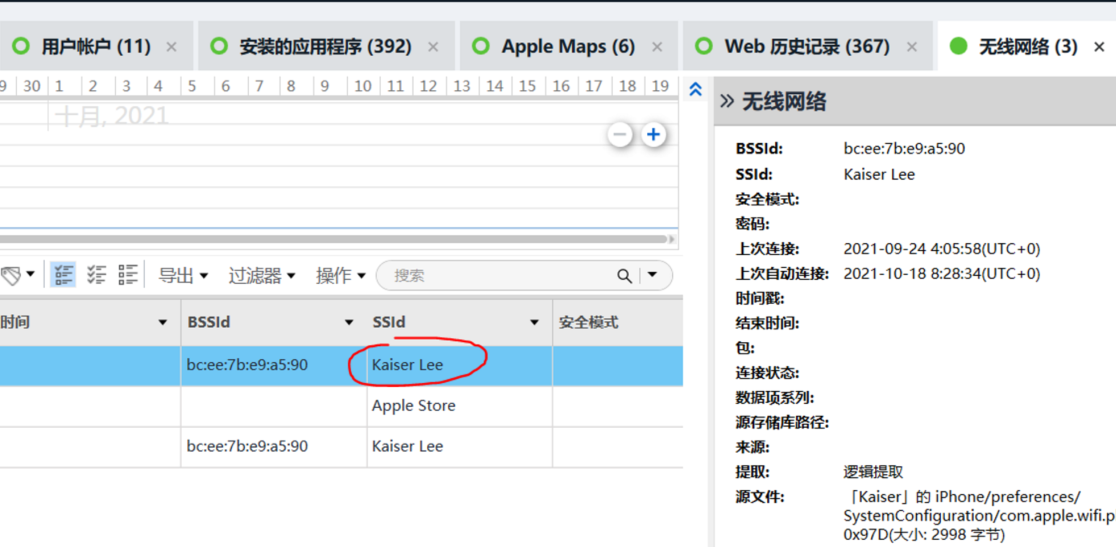 用户帐户 (11) ×
安装的应用程序 (392) ×
Apple Maps (6) ×
Web 历史记录 (367) ×
无线网络 (3) ×
9 30 1 2 3 4 5 6 7 8 9 10 11 12 13 14 15 16 17 18 19
十月, 2021
导出 过滤器 操作 搜索
时间 BSSId SSId 安全模式
bc:ee:7b:e9:a5:90 Kaiser Lee
Apple Store
bc:ee:7b:e9:a5:90 Kaiser Lee
无线网络
BSSId: bc:ee:7b:e9:a5:90
SSId: Kaiser Lee
安全模式:
密码:
上次连接: 2021-09-24 4:05:58(UTC+0)
上次自动连接: 2021-10-18 8:28:34(UTC+0)
时间戳:
结束时间:
包:
连接状态:
数据项系列:
源存储库路径:
来源:
提取: 逻辑提取
源文件: 「Kaiser」的 iPhone/preferences/
SystemConfiguration/com.apple.wifi.p
0x97D(大小: 2998 字节)